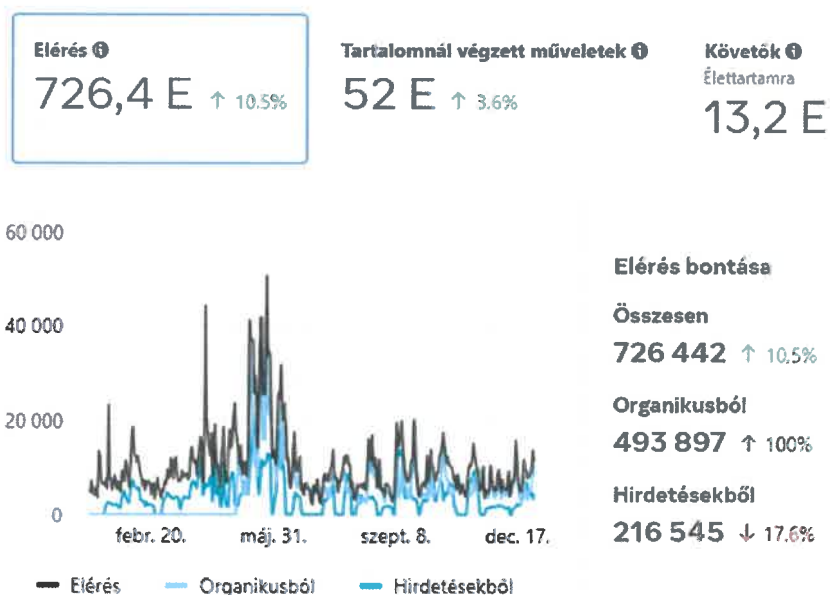 Elérés
726,4 E ↑ 10.5%
Tartalomnál végzett műveletek
52 E ↑ 3.6%
Követők
Élettartamra
13,2 E
60 000
40 000
20 000
0
febr. 20. máj. 31. szept. 8. dec. 17.
Elérés Organikusból Hirdetésekből
Elérés bontása
Összesen
726 442 ↑ 10,5%
Organikusból
493 897 ↑ 100%
Hirdetésekből
216 545 ↓ 17.6%